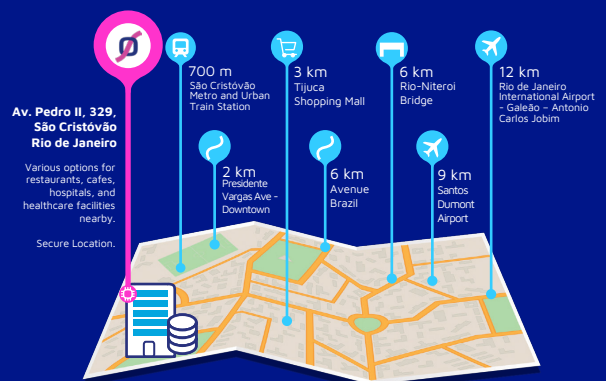 Av. Pedro II, 329,
São Cristóvão
Rio de Janeiro
Various options for
restaurants, cafes,
hospitals, and
healthcare facilities
nearby.
Secure Location.
700 m
São Cristóvão
Metro and Urban
Train Station
2 km
Presidente
Vargas Ave -
Downtown
3 km
Tijuca
Shopping Mall
6 km
Avenue
Brazil
6 km
Rio-Niteroi
Bridge
9 km
Santos
Dumont
Airport
12 km
Rio de Janeiro
International Airport
- Galeão – Antonio
Carlos Jobim